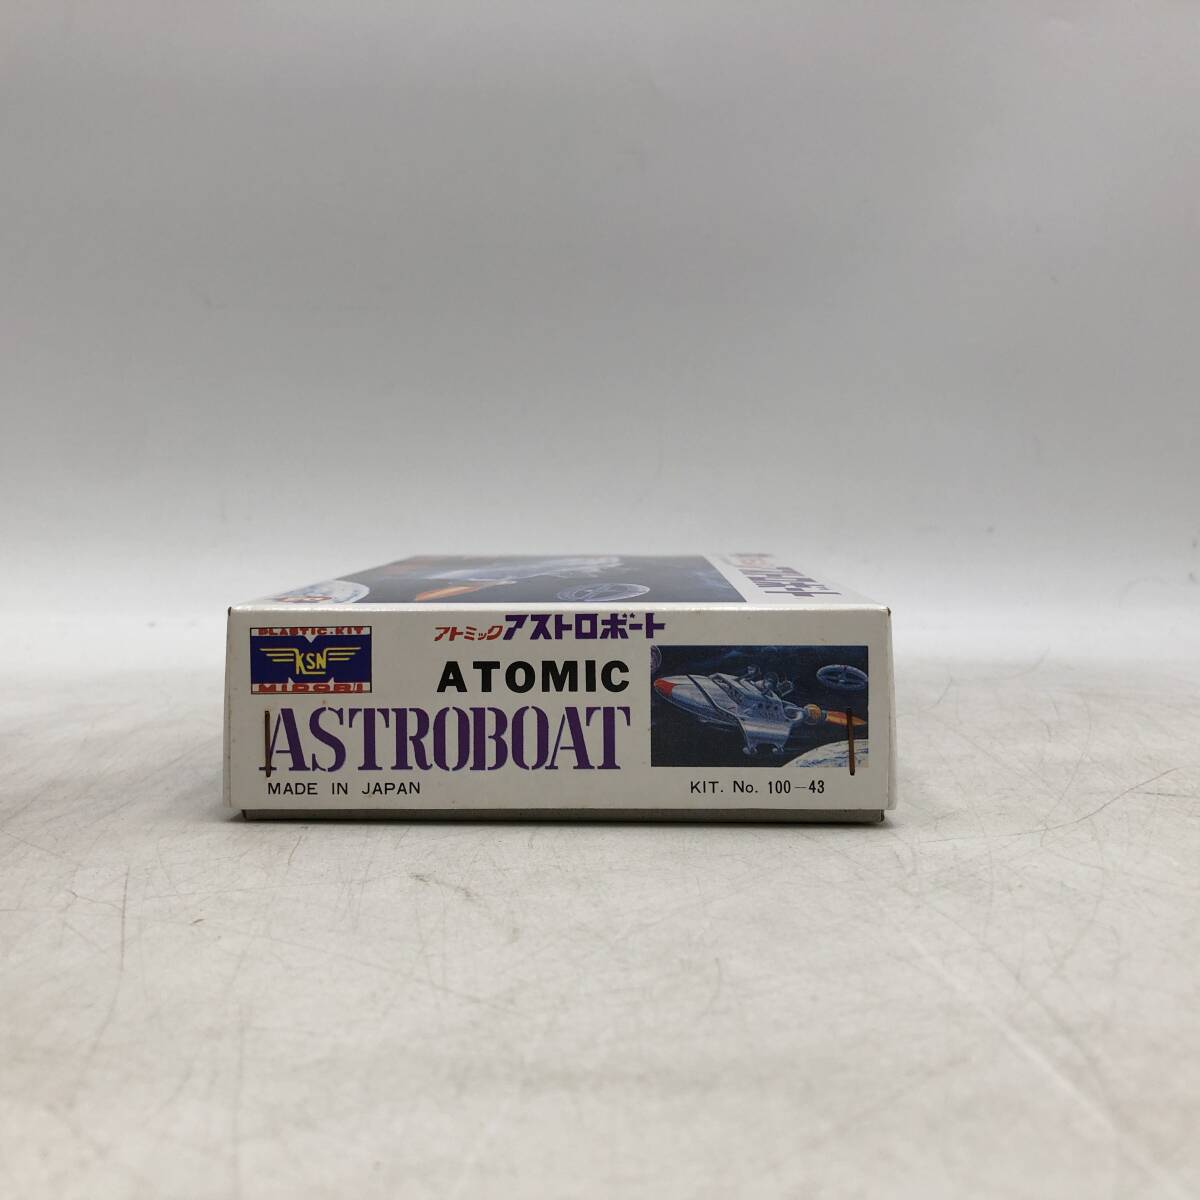 PLASTIC.KIT
KSN
MIDORI
アトミックアストロボート
ATOMIC
ASTROBOAT
MADE IN JAPAN
KIT. No. 100-43